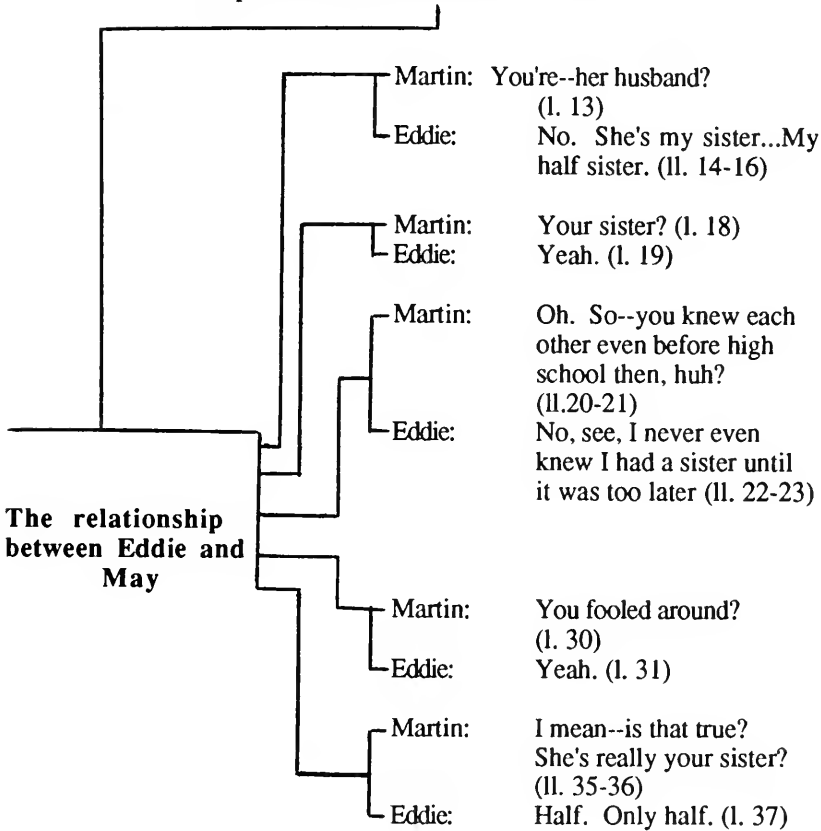 Martin: You're--her husband?
(l. 13)
Eddie: No. She's my sister...My
half sister. (ll. 14-16)
Martin: Your sister? (l. 18)
Eddie: Yeah. (l. 19)
Martin: Oh. So--you knew each
other even before high
school then, huh?
(ll.20-21)
Eddie: No, see, I never even
knew I had a sister until
it was too later (ll. 22-23)
The relationship
between Eddie and
May
Martin: You fooled around?
(l. 30)
Eddie: Yeah. (l. 31)
Martin: I mean--is that true?
She's really your sister?
(ll. 35-36)
Eddie: Half. Only half. (l. 37)